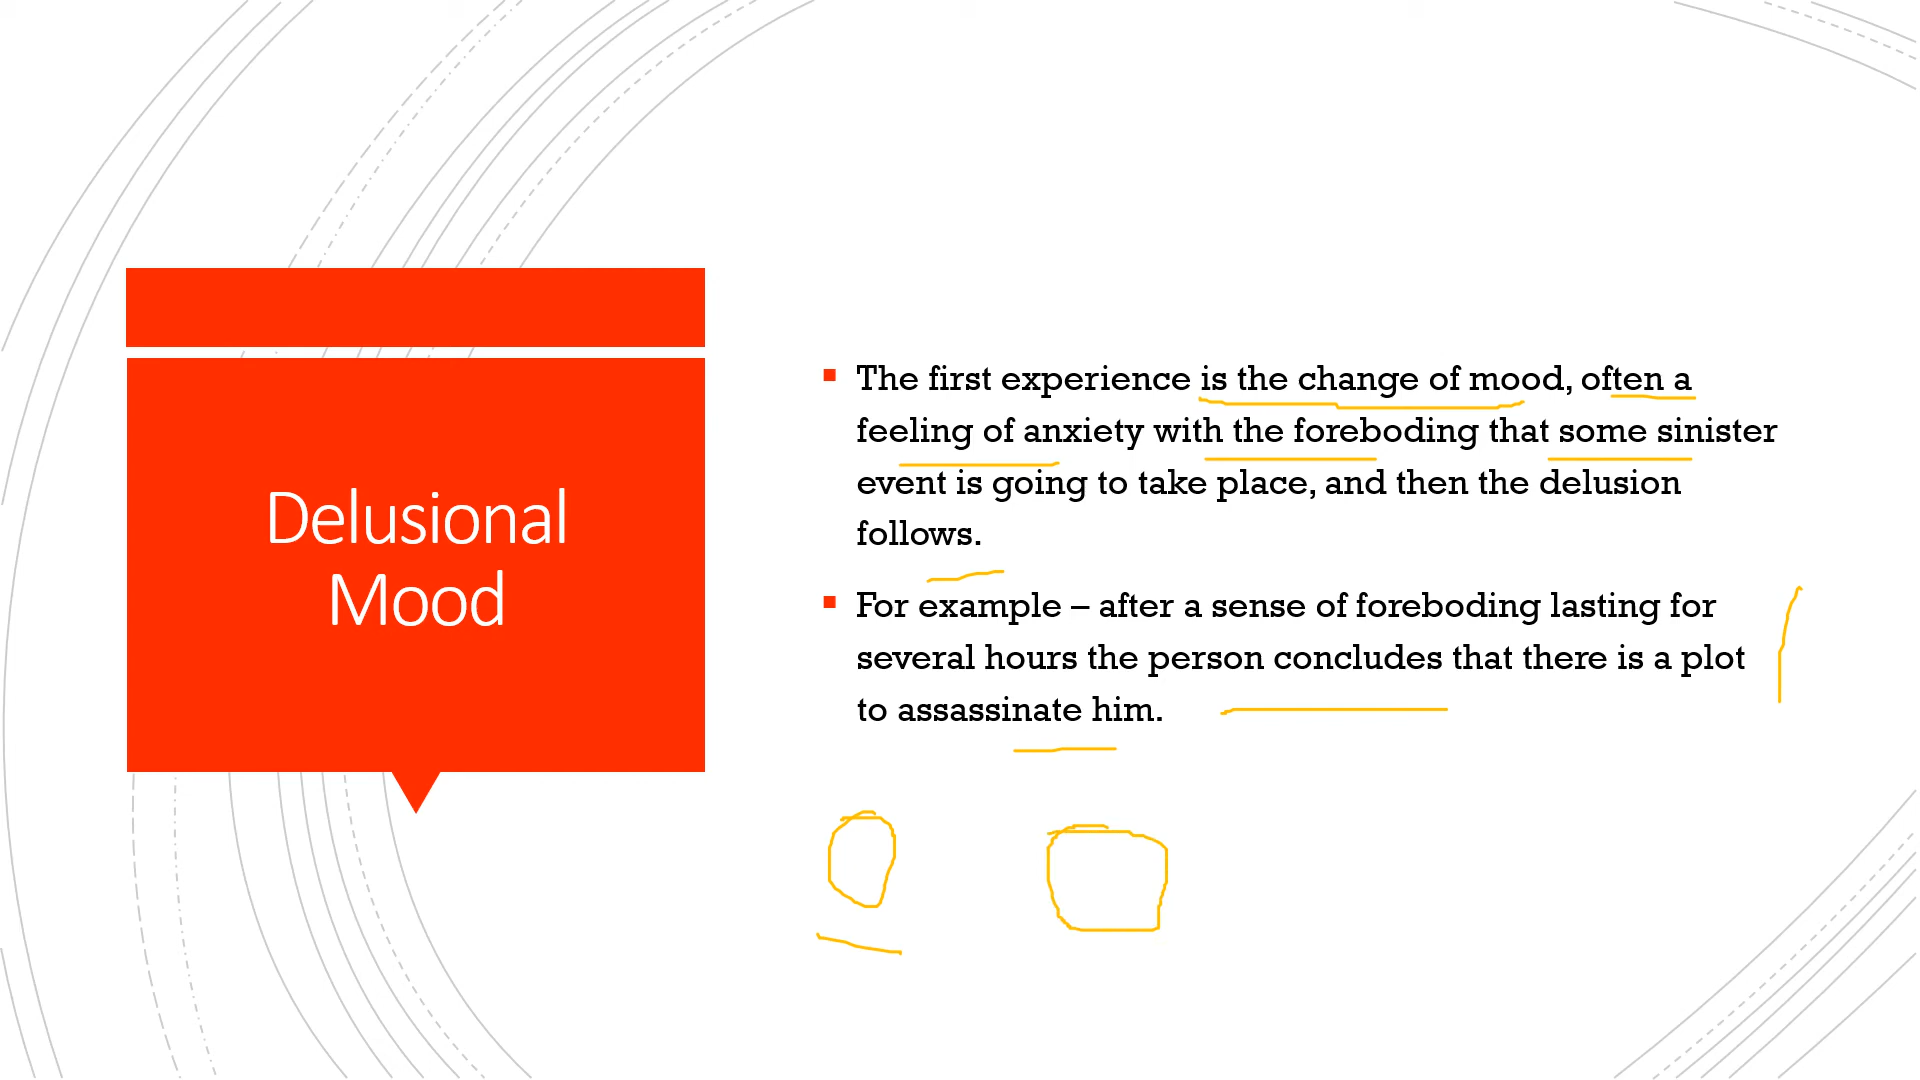 Delusional
Mood
The first experience is the change of mood, often a
feeling of anxiety with the foreboding that some sinister
event is going to take place, and then the delusion
follows.
For example – after a sense of foreboding lasting for
several hours the person concludes that there is a plot
to assassinate him.